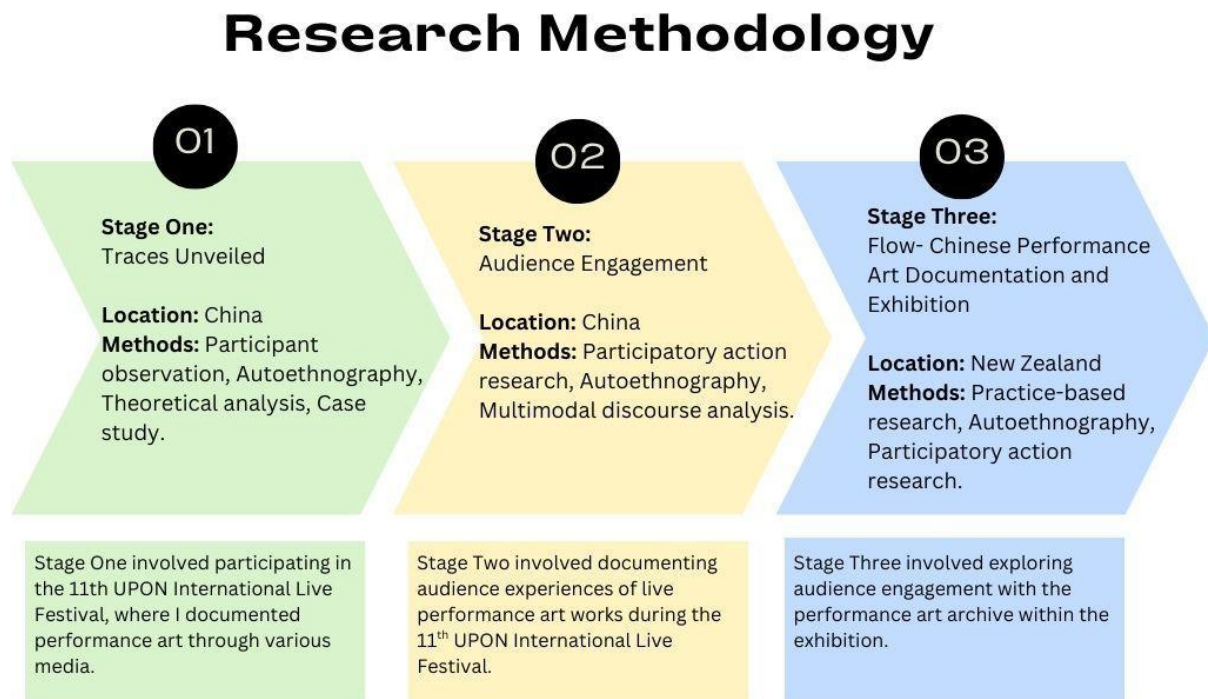 Research Methodology
01
Stage One:
Traces Unveiled
Location: China
Methods: Participant
observation, Autoethnography,
Theoretical analysis, Case
study.
Stage One involved participating in
the 11th UPON International Live
Festival, where I documented
performance art through various
media.
02
Stage Two:
Audience Engagement
Location: China
Methods: Participatory action
research, Autoethnography,
Multimodal discourse analysis.
Stage Two involved documenting
audience experiences of live
performance art works during the
11th UPON International Live
Festival.
03
Stage Three:
Flow- Chinese Performance
Art Documentation and
Exhibition
Location: New Zealand
Methods: Practice-based
research, Autoethnography,
Participatory action
research.
Stage Three involved exploring
audience engagement with the
performance art archive within the
exhibition.